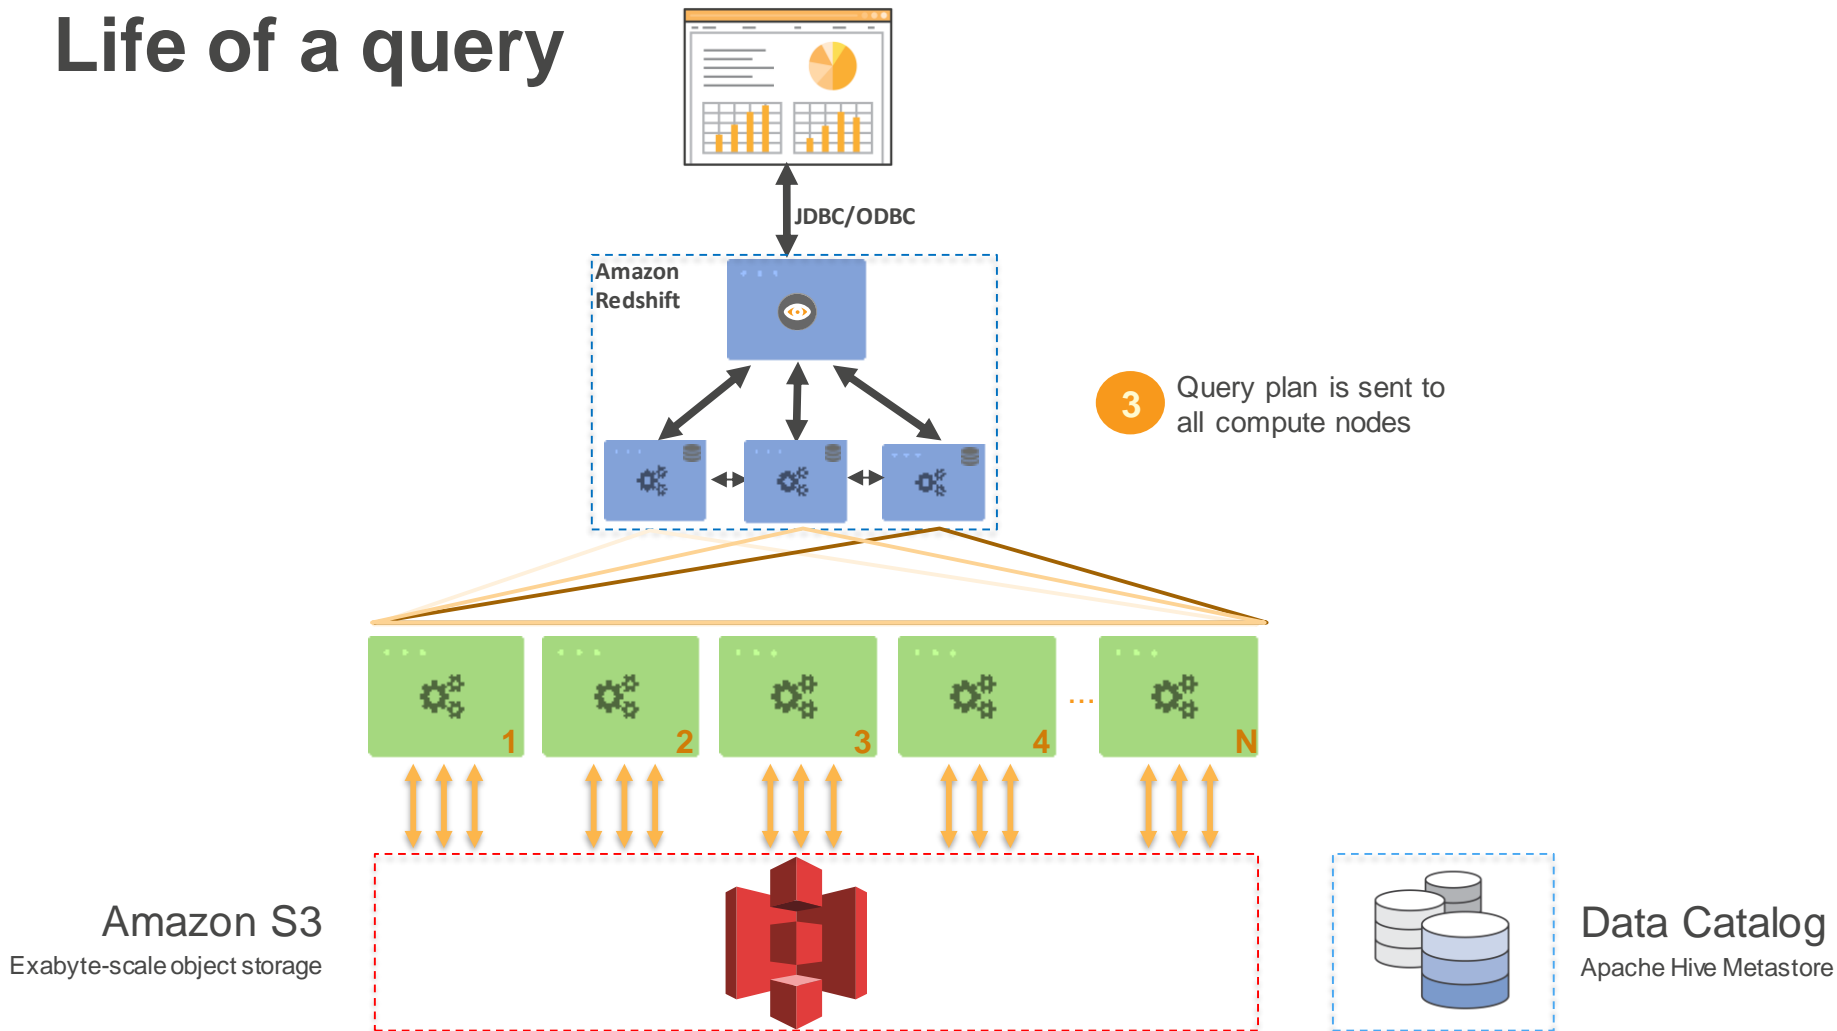 Life of a query
JDBC/ODBC
Amazon
Redshift
3
Query plan is sent to
all compute nodes
1
2
3
4
...
N
Amazon S3
Exabyte-scale object storage
Data Catalog
Apache Hive Metastore